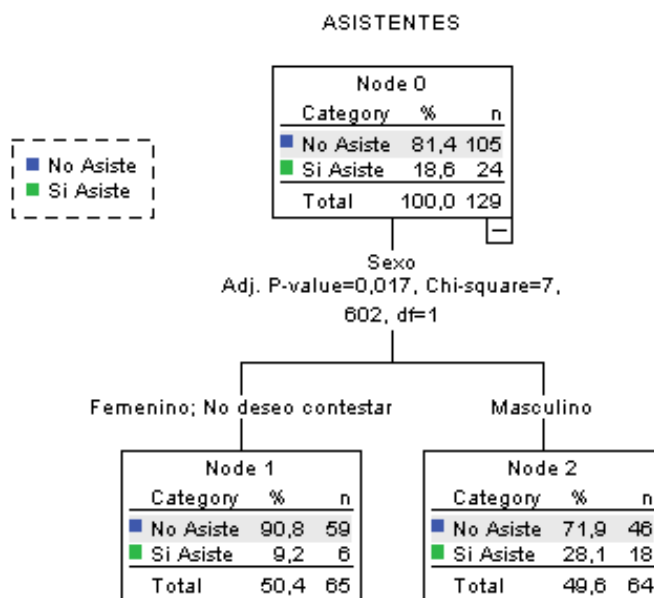 ASISTENTES
No Asiste
Si Asiste
Node 0
Category % n
No Asiste 81,4 105
Si Asiste 18,6 24
Total 100,0 129
Sexo
Adj. P-value=0,017, Chi-square=7,
602, df=1
Femenino; No deseo contestar
Masculino
Node 1
Category % n
No Asiste 90,8 59
Si Asiste 9,2 6
Total 50,4 65
Node 2
Category % n
No Asiste 71,9 46
Si Asiste 28,1 18
Total 49,6 64